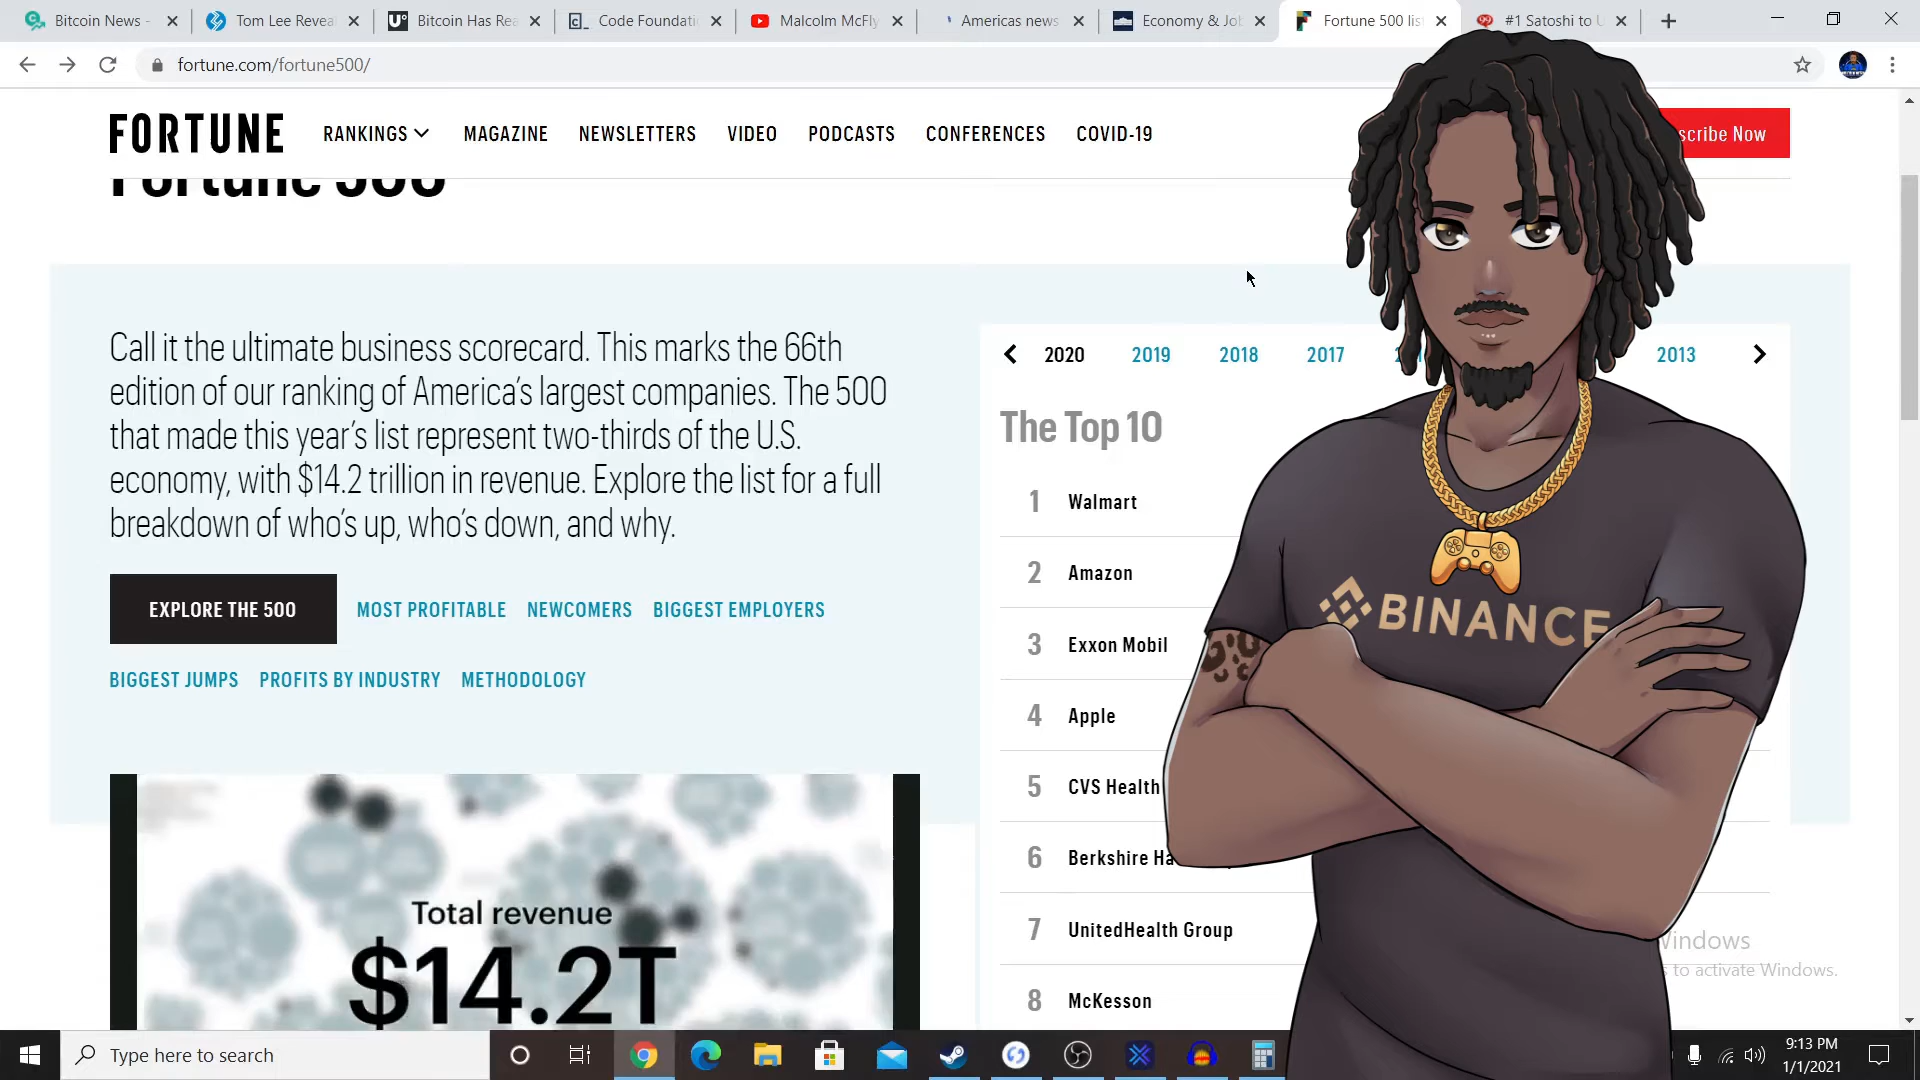 Bitcoin News -
Tom Lee Revea
Bitcoin Has Rea
Code Foundati
Malcolm McFly
Americas news
Economy & Job
Fortune 500 lis
#1 Satoshi to U
fortune.com/fortune500/
FORTUNE
RANKINGS
MAGAZINE
NEWSLETTERS
VIDEO
PODCASTS
CONFERENCES
COVID-19
scribe Now
Fortune 500
Call it the ultimate business scorecard. This marks the 66th
edition of our ranking of America's largest companies. The 500
that made this year's list represent two-thirds of the U.S.
economy, with $14.2 trillion in revenue. Explore the list for a full
breakdown of who's up, who's down, and why.
EXPLORE THE 500
MOST PROFITABLE
NEWCOMERS
BIGGEST EMPLOYERS
BIGGEST JUMPS
PROFITS BY INDUSTRY
METHODOLOGY
Total revenue
$14.2T
2020
2019
2018
2017
2013
The Top 10
1 Walmart
2 Amazon
3 Exxon Mobil
4 Apple
5 CVS Health
6 Berkshire Ha
7 UnitedHealth Group
8 McKesson
BINANCE
Windows
s to activate Windows.
Type here to search
9:13 PM
1/1/2021